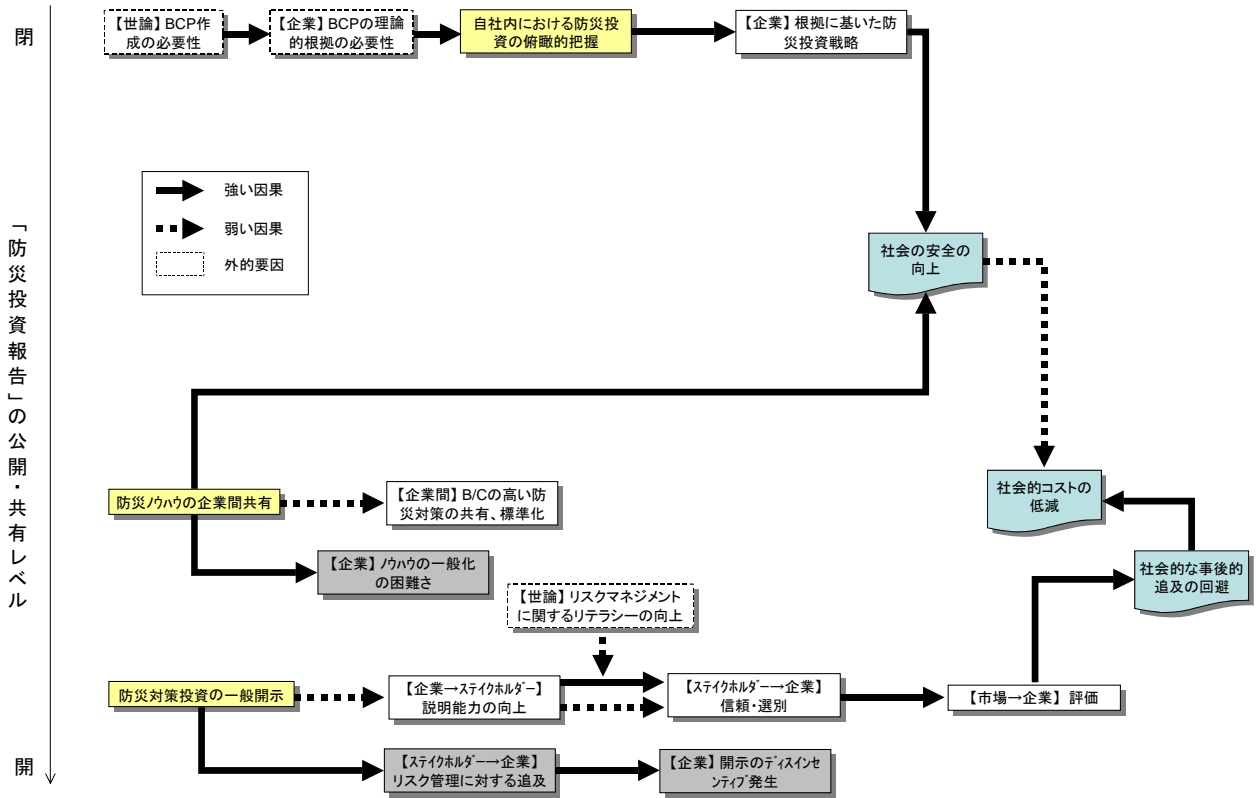 閉
【世論】BCP作
成の必要性
【企業】BCPの理論
的根拠の必要性
自社内における防災投
資の俯瞰的把握
【企業】根拠に基いた防
災投資戦略
強い因果
弱い因果
外的要因
「防災投資報告」の公開・共有レベル
社会の安全の
向上
防災ノウハウの企業間共有
【企業間】B/Cの高い防
災対策の共有、標準化
社会的コストの
低減
【企業】ノウハウの一般化
の困難さ
社会的な事後的
追及の回避
【世論】リスクマネジメント
に関するリテラシーの向上
防災対策投資の一般開示
【企業→ステイクホルダー】
説明能力の向上
【ステイクホルダー→企業】
信頼・選別
【市場→企業】評価
【ステイクホルダー→企業】
リスク管理に対する追及
【企業】開示のディスインセ
ンティブ発生
開